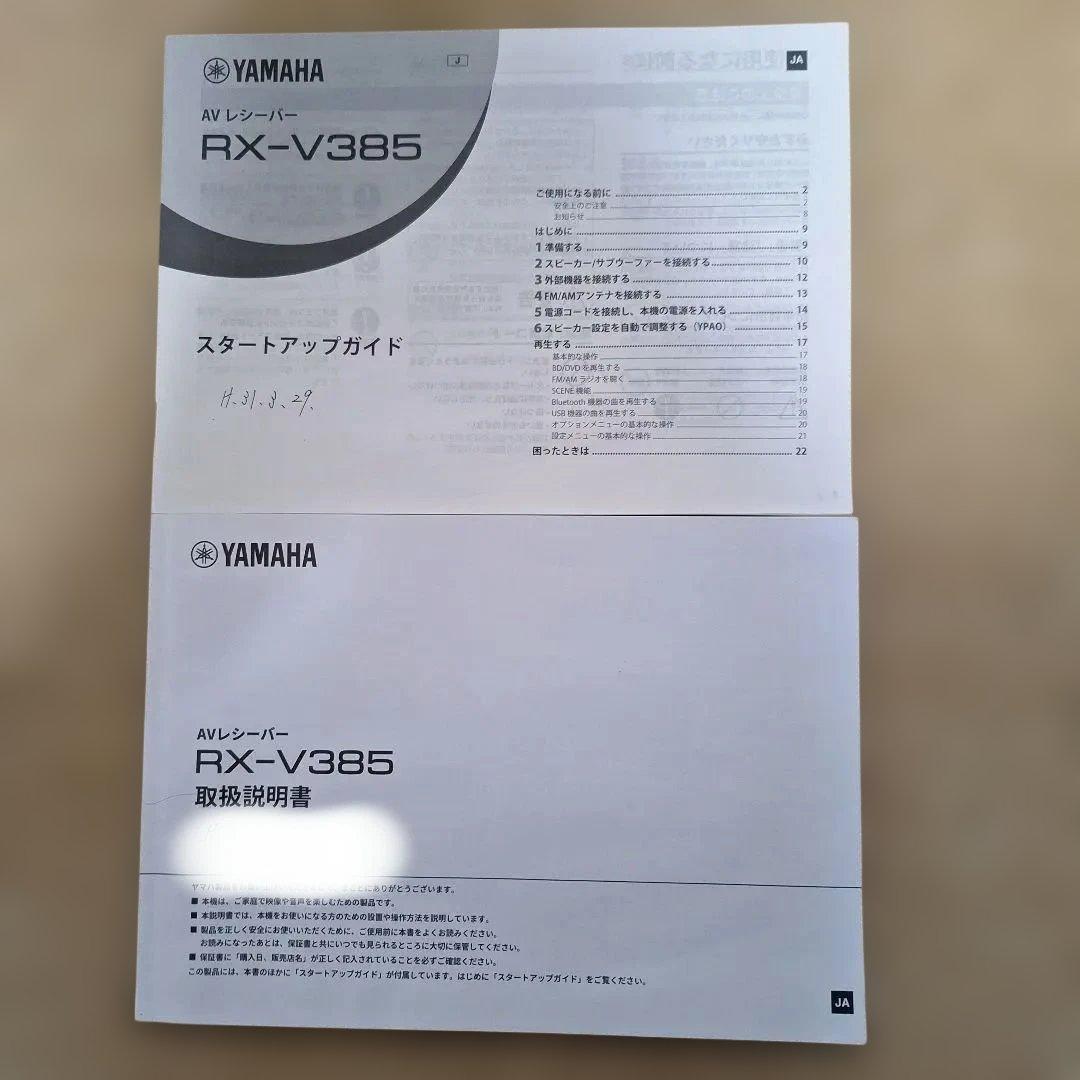 YAMAHA
J
JA
AV レシーバー
RX-V385
ご使用になる前に 2
安全上のご注意 2
お知らせ 8
はじめに 9
1 準備する 9
2 スピーカー/サブウーファーを接続する 10
3 外部機器を接続する 12
4 FM/AMアンテナを接続する 13
5 電源コードを接続し、本機の電源を入れる 14
6 スピーカー設定を自動で調整する（YPAO） 15
再生する 17
基本的な操作 17
BD/DVD を再生する 18
FM/AM ラジオを聴く 18
SCENE 機能 19
Bluetooth 機器の曲を再生する 19
USB 機器の曲を再生する 20
オプションメニューの基本的な操作 20
設定メニューの基本的な操作 21
困ったときは 22
スタートアップガイド
H.31.3.29.
YAMAHA
AVレシーバー
RX-V385
取扱説明書
ヤマハ製品を ありがとうございます。
■ 本機は、ご家庭で映像や音声を楽しむための製品です。
■ 本説明書では、本機をお使いになる方のための設置や操作方法を説明しています。
■ 製品を正しく安全にお使いいただくために、ご使用前に本書をよくお読みください。
お読みになったあとは、保証書と共にいつでも見られるところに大切に保管してください。
■ 保証書に「購入日、販売店名」が正しく記入されていることを必ずご確認ください。
この製品には、本書のほかに「スタートアップガイド」が付属しています。はじめに「スタートアップガイド」をご覧ください。
JA